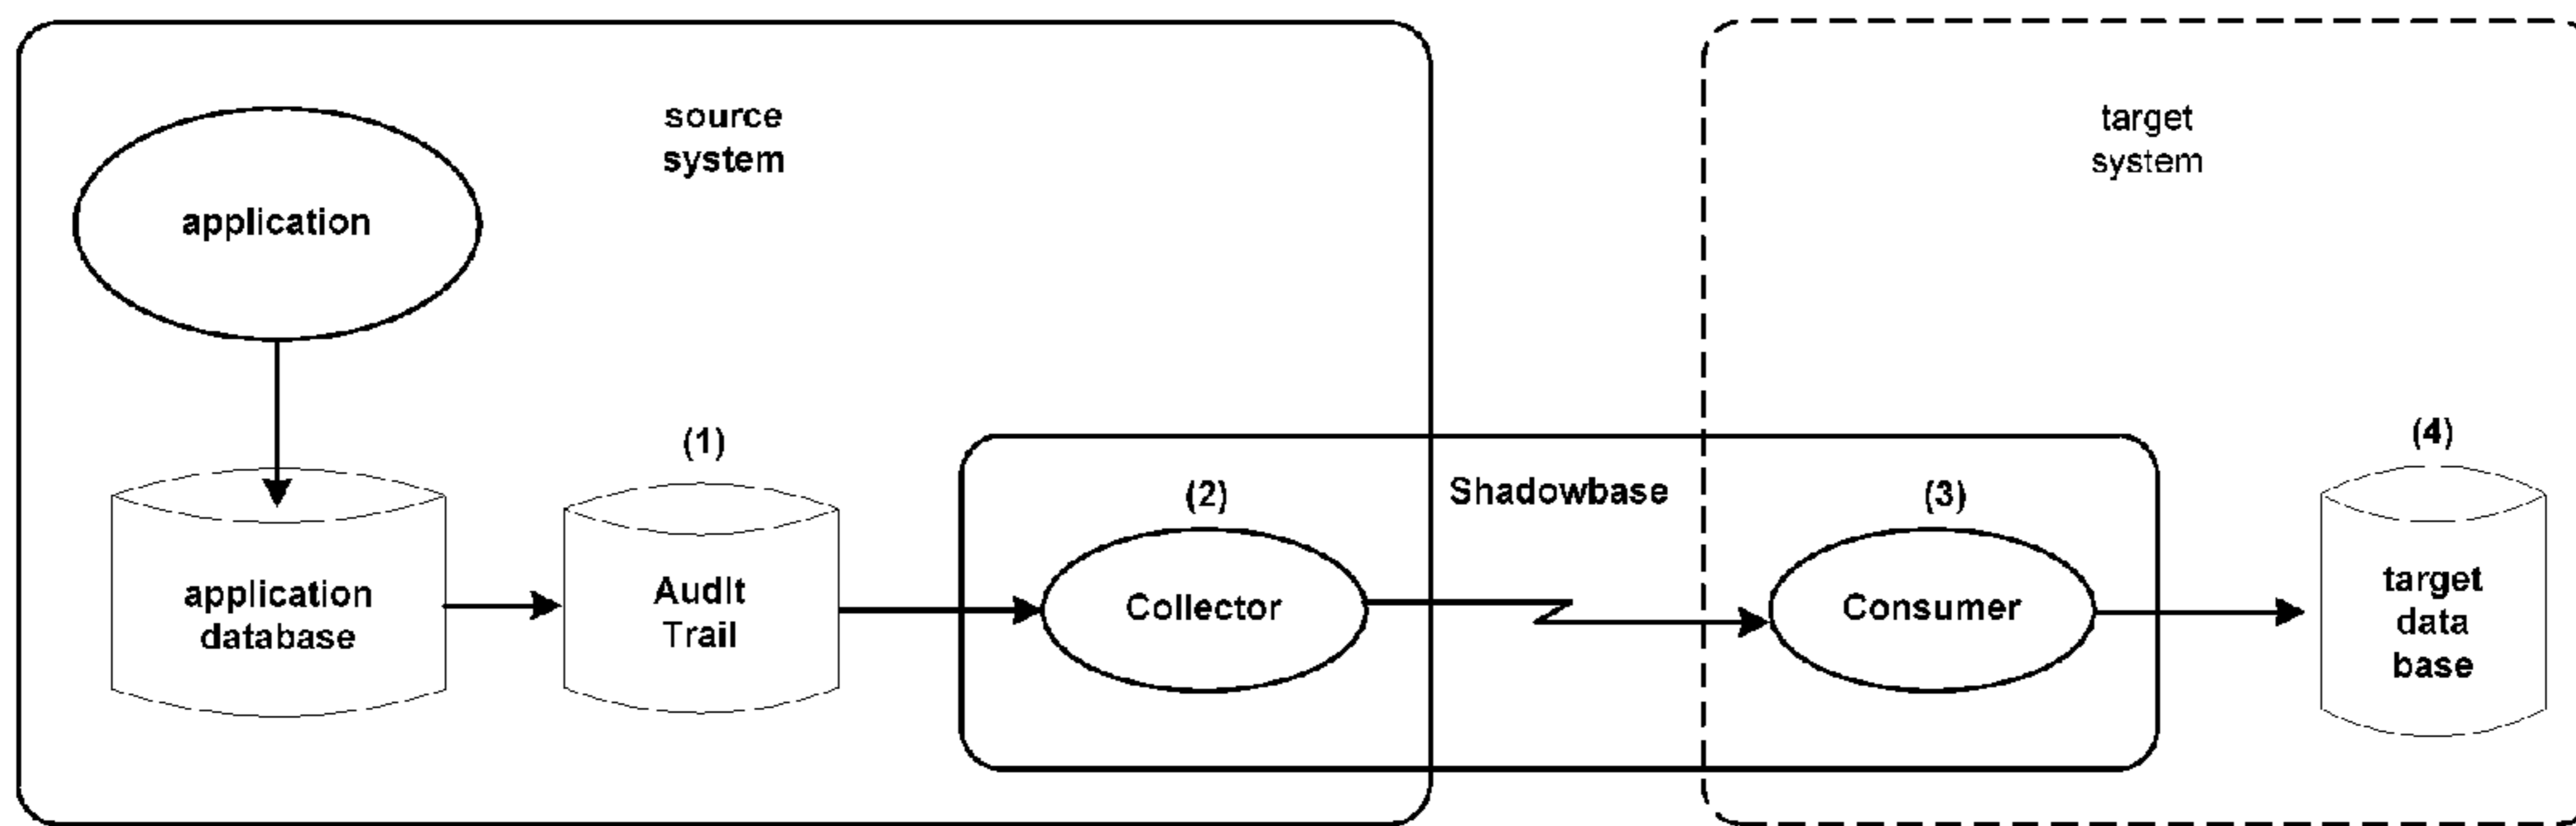 source
system
target
system
application
(1)
(4)
(2)
Shadowbase
(3)
application
database
Audit
Trail
Collector
Consumer
target
data
base